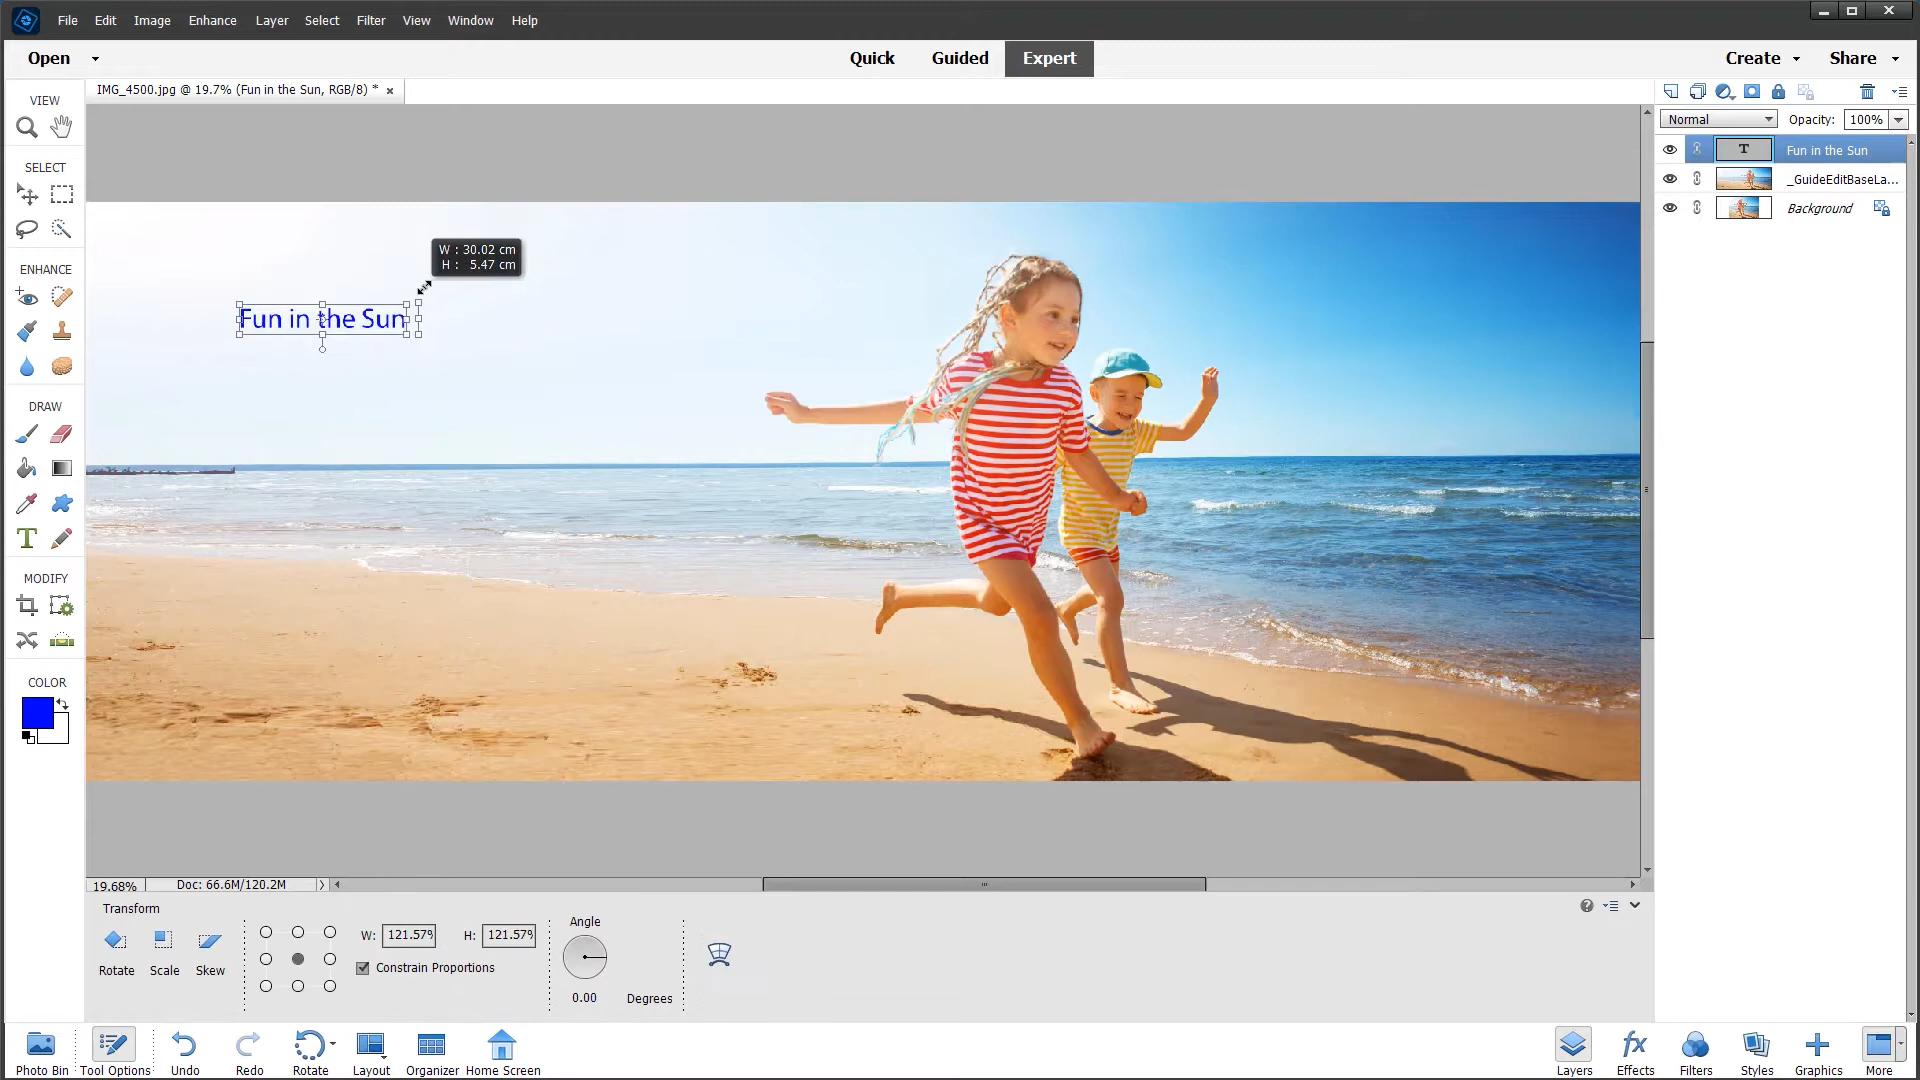 File Edit Image Enhance Layer Select Filter View Window Help
Open Quick Guided Expert Create Share
IMG_4500.jpg @ 19.7% (Fun in the Sun, RGB/8) *
VIEW
SELECT
ENHANCE
DRAW
MODIFY
COLOR
W : 30.02 cm
H : 5.47 cm
Fun in the Sun
Normal Opacity: 100%
T Fun in the Sun
_GuideEditBaseLa...
Background
19.68% Doc: 66.6M/120.2M
Transform
Rotate Scale Skew
W: 121.57% H: 121.57%
Constrain Proportions
Angle
0.00 Degrees
Photo Bin Tool Options Undo Redo Rotate Layout Organizer Home Screen
fx
Layers Effects Filters Styles Graphics More